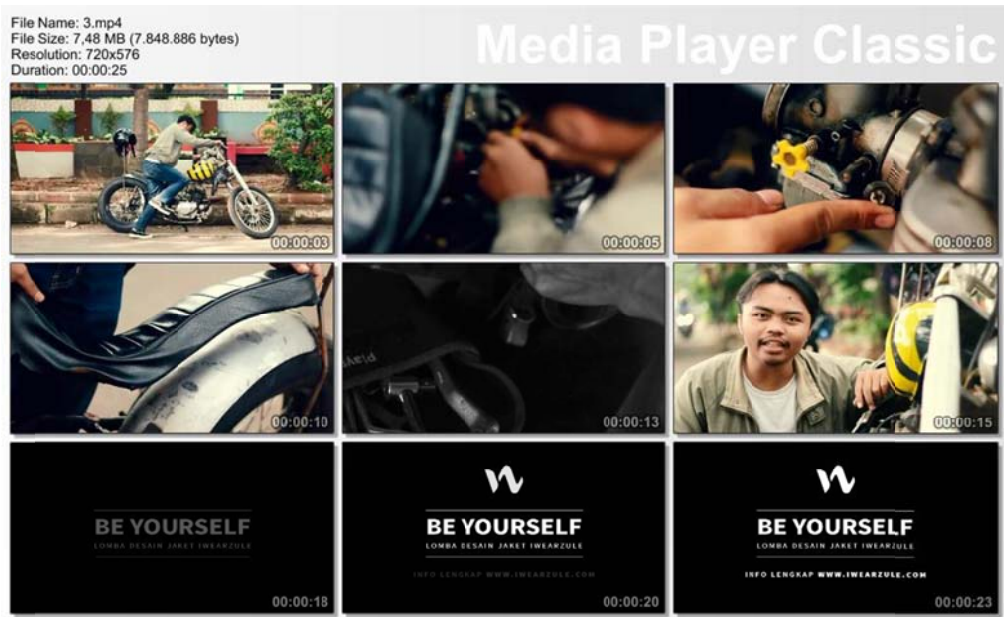 File Name: 3.mp4
File Size: 7,48 MB (7.848.886 bytes)
Resolution: 720x576
Duration: 00:00:25
Media Player Classic
00:00:03
00:00:05
00:00:08
00:00:10
00:00:13
00:00:15
BE YOURSELF
LOMBA DESAIN JAKET IWEARZULE
00:00:18
BE YOURSELF
LOMBA DESAIN JAKET IWEARZULE
INFO LENGKAP WWW.IWEARZULE.COM
00:00:20
BE YOURSELF
LOMBA DESAIN JAKET IWEARZULE
INFO LENGKAP WWW.IWEARZULE.COM
00:00:23